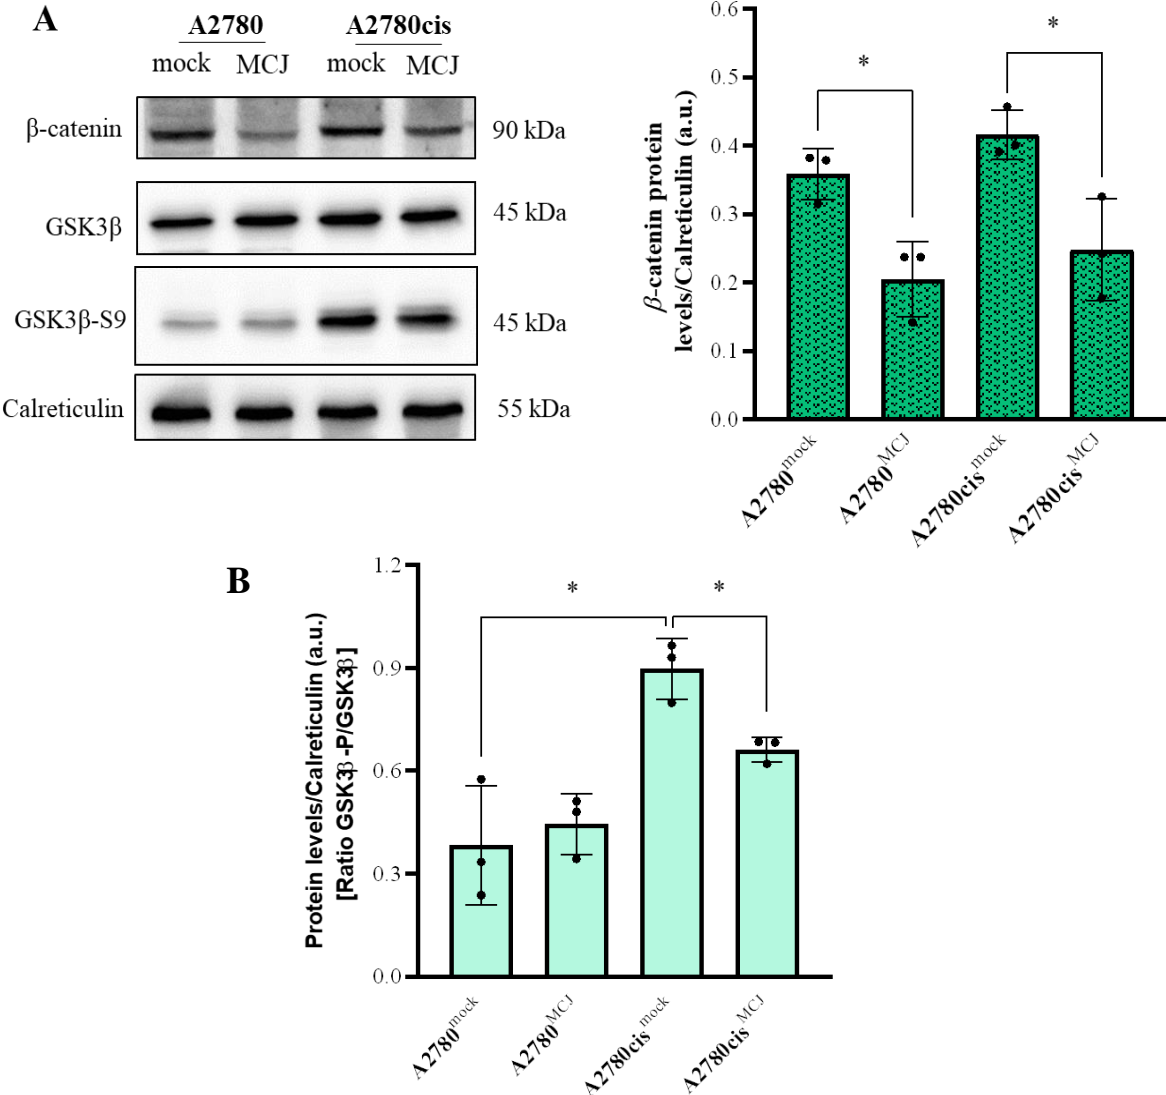 A
A2780 A2780cis
mock MCJ mock MCJ
β-catenin 90 kDa
GSK3β 45 kDa
GSK3β-S9 45 kDa
Calreticulin 55 kDa
β-catenin protein
levels/Calreticulin (a.u.)
0.6
0.5
0.4
0.3
0.2
0.1
0.0
*
*
A2780mock
A2780MCJ
A2780cismock
A2780cisMCJ
B
Protein levels/Calreticulin (a.u.)
[Ratio GSK3β-P/GSK3β]
1.2
0.9
0.6
0.3
0.0
*
*
A2780mock
A2780MCJ
A2780cismock
A2780cisMCJ